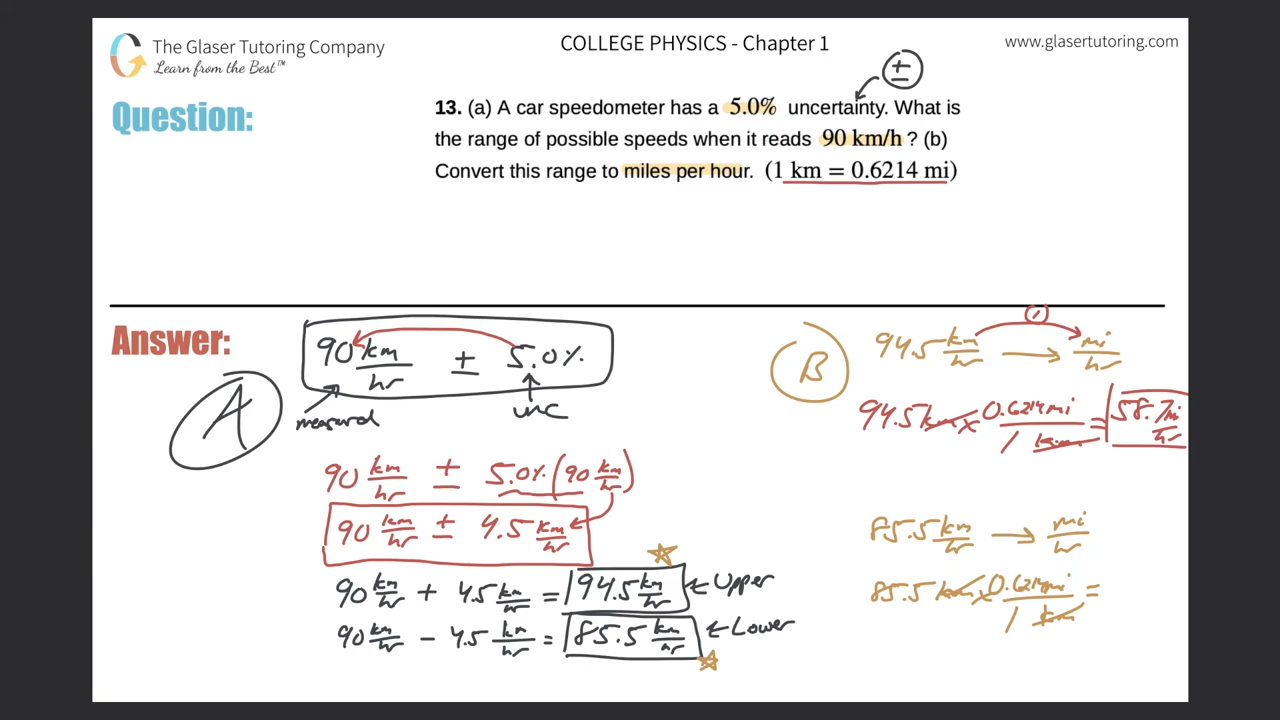 The Glaser Tutoring Company
Learn from the Best™
COLLEGE PHYSICS - Chapter 1
www.glasertutoring.com
±
Question:
13. (a) A car speedometer has a 5.0% uncertainty. What is
the range of possible speeds when it reads 90 km/h ? (b)
Convert this range to miles per hour. (1 km = 0.6214 mi)
Answer:
A
90 km/hr ± 5.0%
measured
unc
90 km/hr ± 5.0% (90 km/hr)
90 km/hr ± 4.5 km/hr
90 km/hr + 4.5 km/hr = 94.5 km/hr ← Upper
90 km/hr - 4.5 km/hr = 85.5 km/hr ← Lower
B
94.5 km/hr → mi/hr
94.5 km x 0.6214 mi / 1 km = 58.7 mi/hr
85.5 km/hr → mi/hr
85.5 km x 0.6214 mi / 1 km =